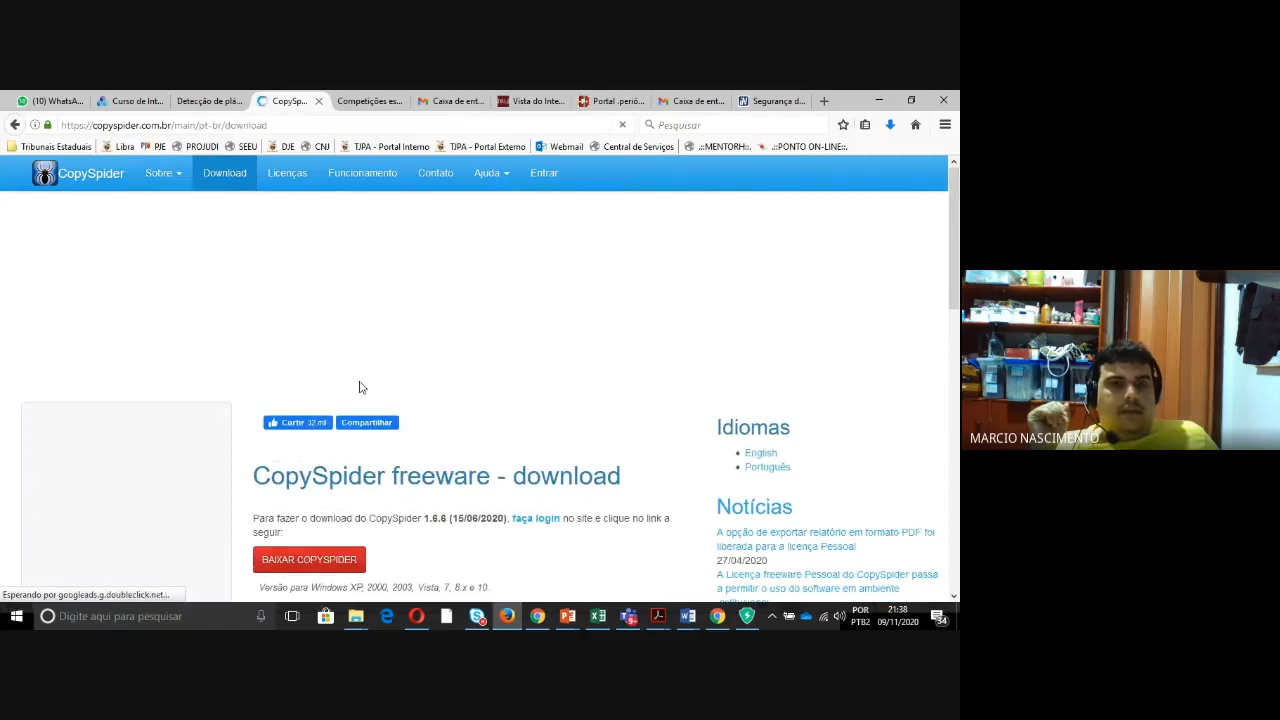 (10) WhatsA...
Curso de Int...
Detecção de plá...
CopySp...
Competições es...
Caixa de ent...
Vista do Inte...
Portal .perió...
Caixa de ent...
Segurança d...
https://copyspider.com.br/main/pt-br/download
Pesquisar
Tribunais Estaduais
Libra
PJE
PROJUDI
SEEU
DJE
CNJ
TJPA - Portal Interno
TJPA - Portal Externo
Webmail
Central de Serviços
.::MENTORH::.
.::PONTO ON-LINE::.
CopySpider
Sobre
Download
Licenças
Funcionamento
Contato
Ajuda
Entrar
Curtir 32 mil
Compartilhar
CopySpider freeware - download
Para fazer o download do CopySpider 1.6.6 (15/06/2020), faça login no site e clique no link a
seguir:
BAIXAR COPYSPIDER
Versão para Windows XP, 2000, 2003, Vista, 7, 8.x e 10.
Idiomas
English
Português
Notícias
A opção de exportar relatório em formato PDF foi
liberada para a licença Pessoal
27/04/2020
A Licença freeware Pessoal do CopySpider passa
a permitir o uso do software em ambiente
Esperando por googleads.g.doubleclick.net...
Digite aqui para pesquisar
POR
PTB2
21:38
09/11/2020
34
MARCIO NASCIMENTO